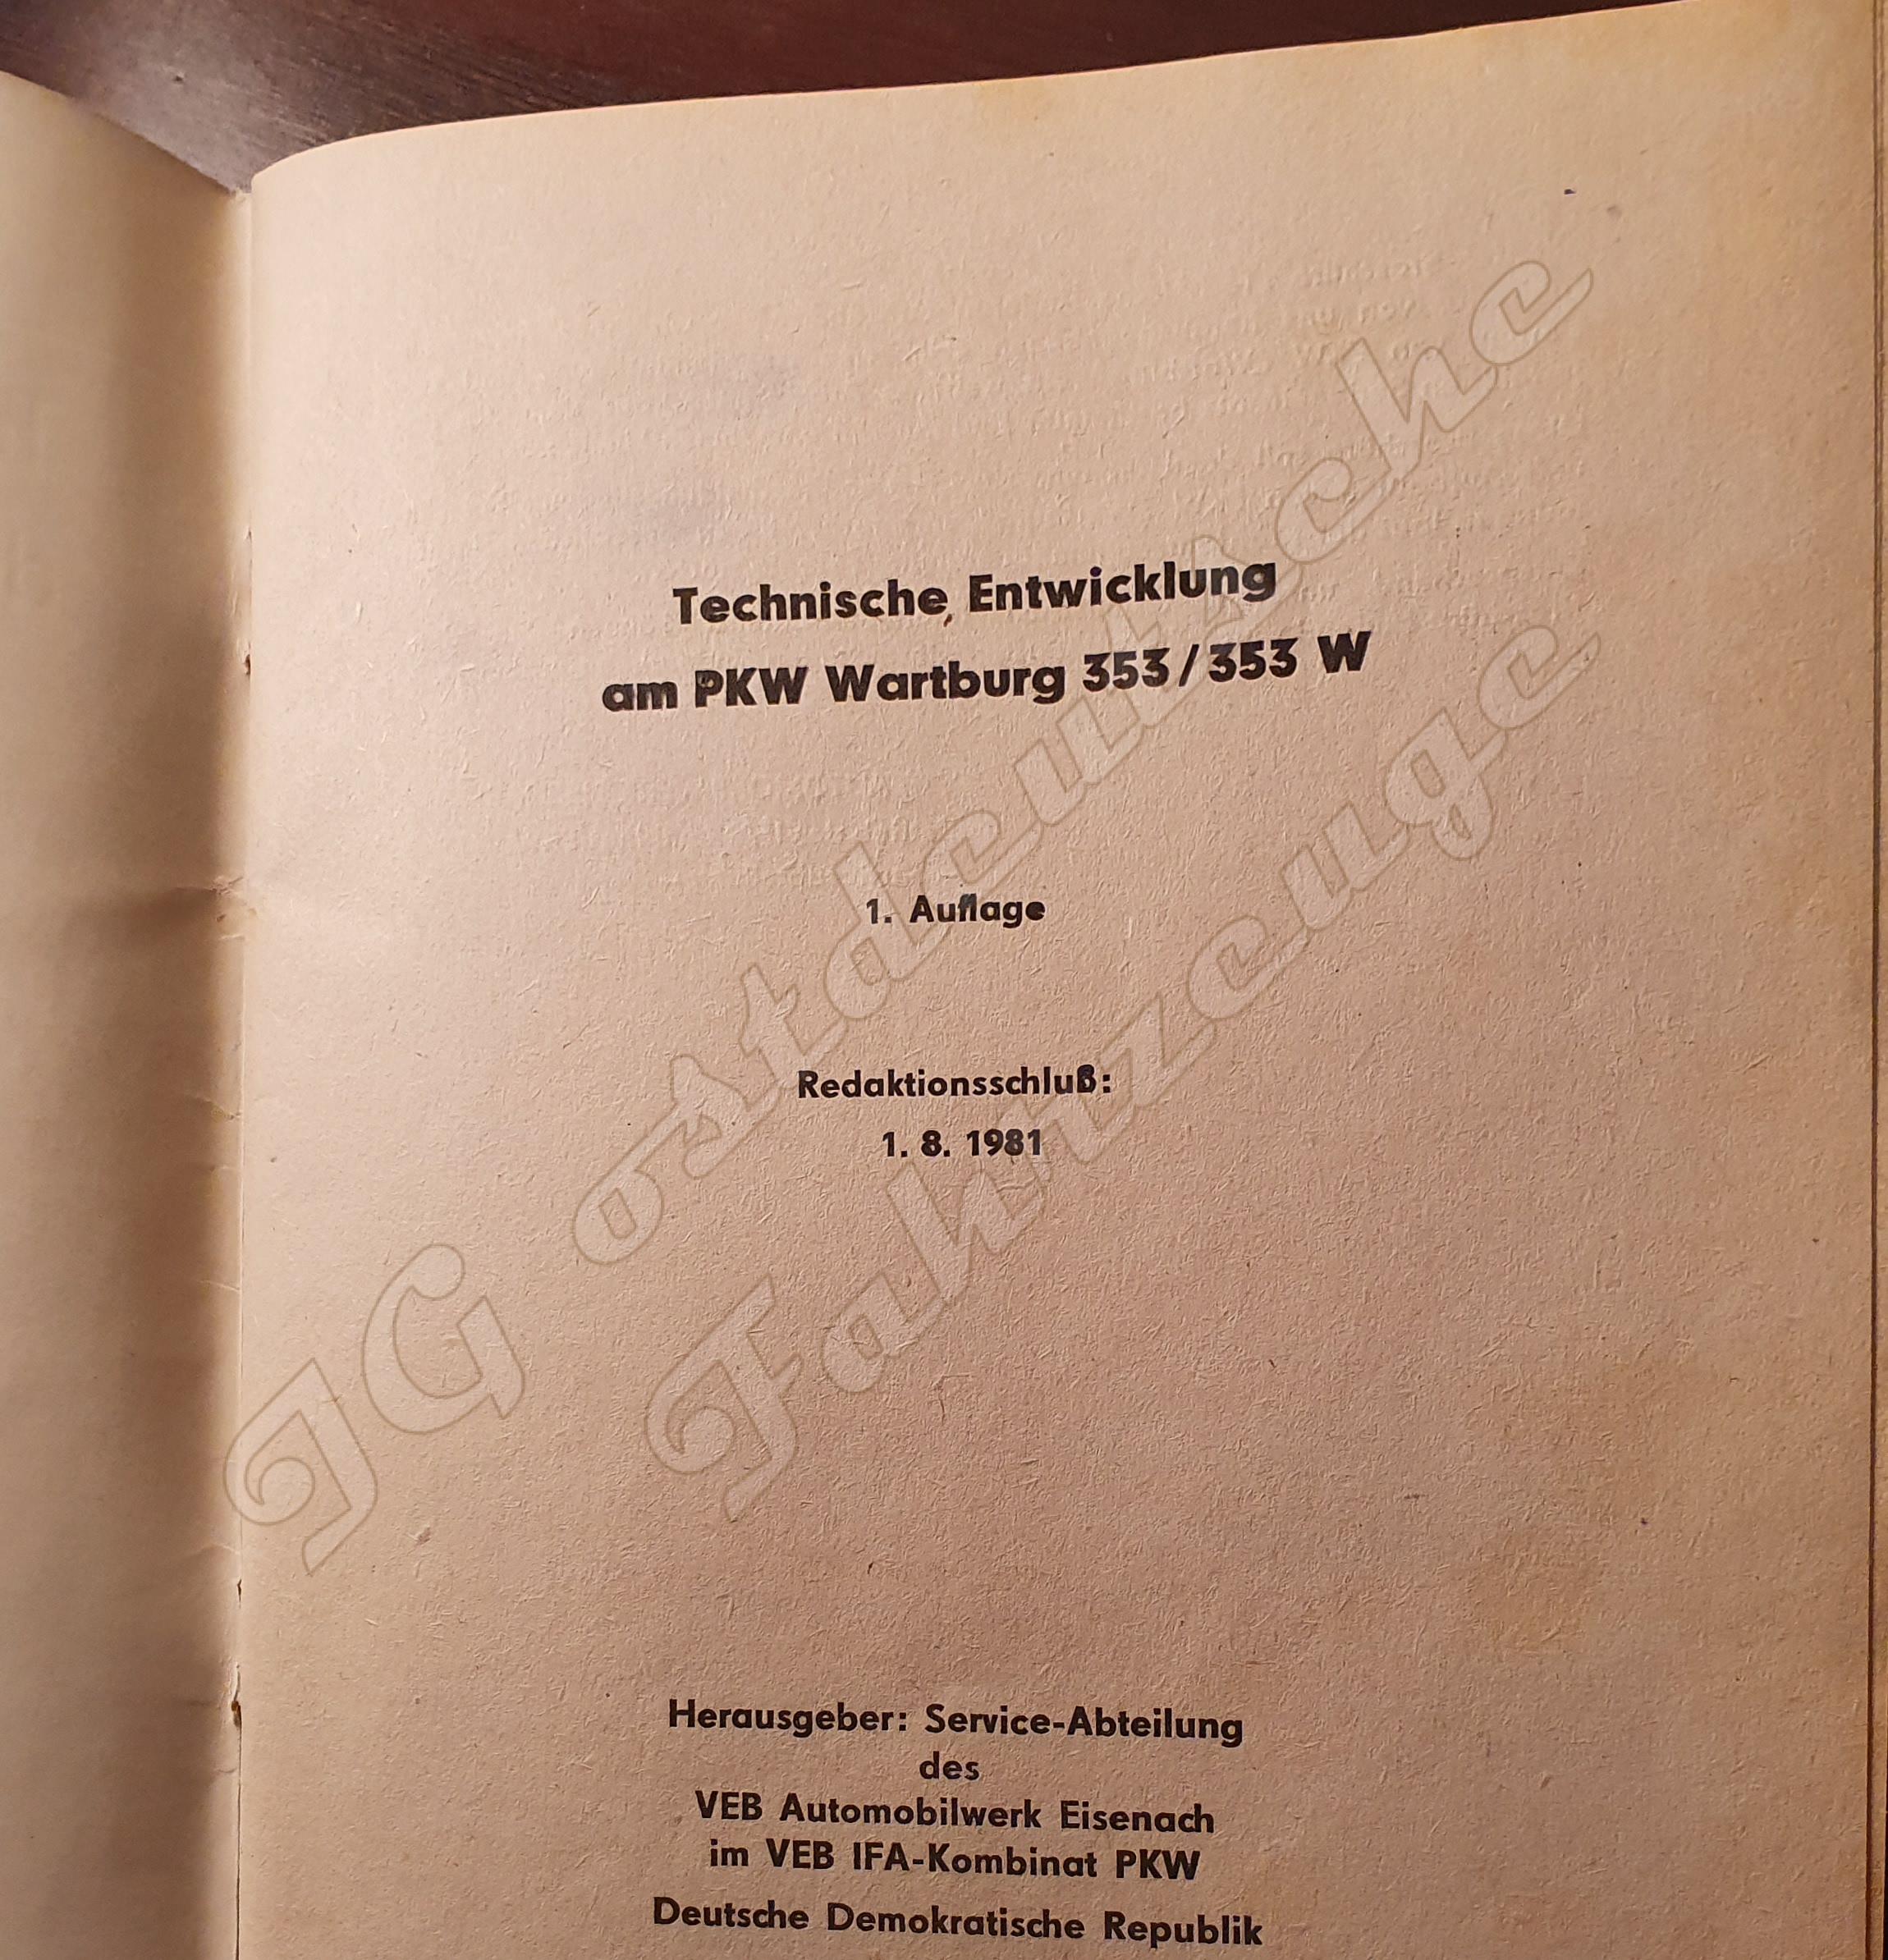 Technische Entwicklung
am PKW Wartburg 353/353 W
1. Auflage
Redaktionsschluß:
1. 8. 1981
Herausgeber: Service-Abteilung
des
VEB Automobilwerk Eisenach
im VEB IFA-Kombinat PKW
Deutsche Demokratische Republik
IG ostdeutsche
Fahrzeuge